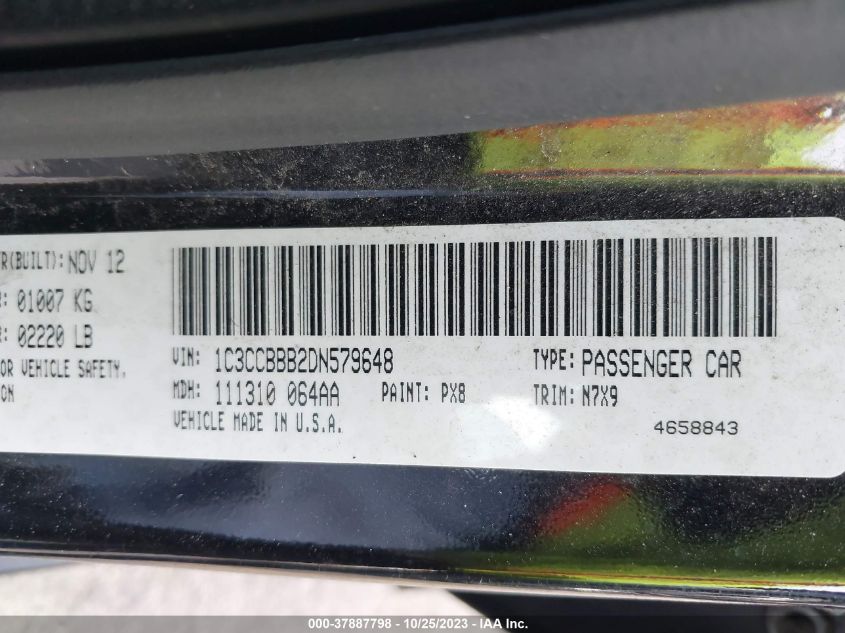 R(BUILT): NOV 12
: 01007 KG
R: 02220 LB
OR VEHICLE SAFETY.
ON
VIN: 1C3CCBBB2DN579648
TYPE: PASSENGER CAR
MDH: 111310 064AA
PAINT: PX8
TRIM: N7X9
VEHICLE MADE IN U.S.A.
4658843
000-37887798 - 10/25/2023 - IAA Inc.